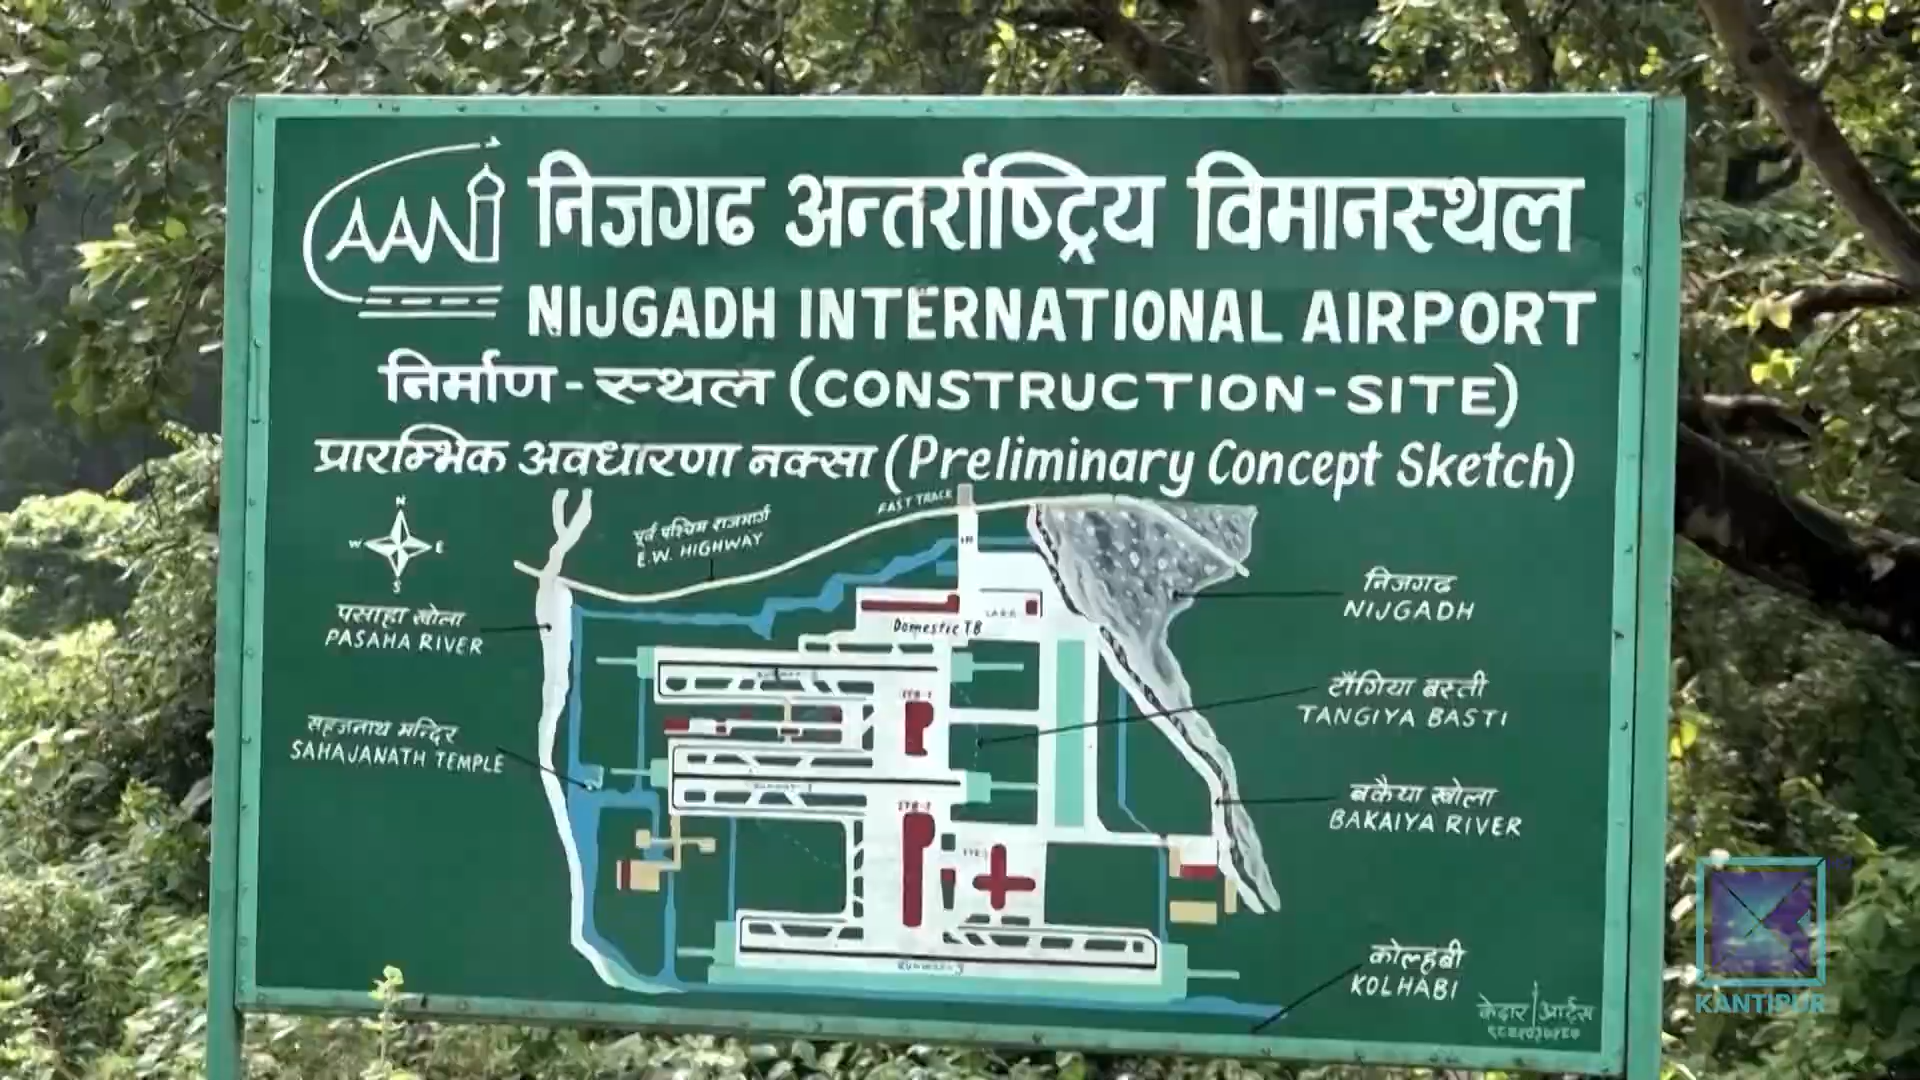 CAAN
निजगढ अन्तर्राष्ट्रिय विमानस्थल
NIJGADH INTERNATIONAL AIRPORT
निर्माण - स्थल (CONSTRUCTION-SITE)
प्रारम्भिक अवधारणा नक्सा (Preliminary Concept Sketch)
N
W E
S
पूर्व पश्चिम राजमार्ग
E.W. HIGHWAY
FAST TRACK
पसाहा खोला
PASAHA RIVER
सहजनाथ मन्दिर
SAHAJANATH TEMPLE
Domestic TB
निजगढ
NIJGADH
टाँगिया बस्ती
TANGIYA BASTI
बकैया खोला
BAKAIYA RIVER
कोल्हबी
KOLHABI
केदार आर्टस
KANTIPUR